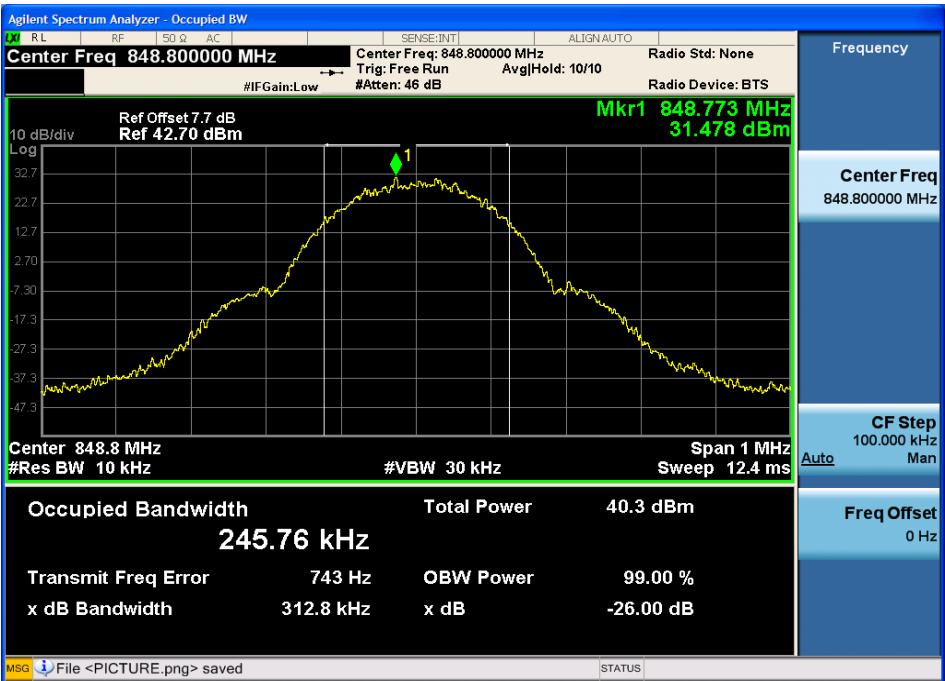 Agilent Spectrum Analyzer - Occupied BW
LXI RL RF 50 Ω AC SENSE:INT ALIGN AUTO
Center Freq 848.800000 MHz
Center Freq: 848.800000 MHz Radio Std: None
Trig: Free Run Avg|Hold: 10/10
#IFGain:Low #Atten: 46 dB Radio Device: BTS
Mkr1 848.773 MHz
31.478 dBm
Ref Offset 7.7 dB
10 dB/div Ref 42.70 dBm
Log
1
32.7
22.7
12.7
2.70
-7.30
-17.3
-27.3
-37.3
-47.3
Center 848.8 MHz Span 1 MHz
#Res BW 10 kHz #VBW 30 kHz Sweep 12.4 ms
Occupied Bandwidth Total Power 40.3 dBm
245.76 kHz
Transmit Freq Error 743 Hz OBW Power 99.00 %
x dB Bandwidth 312.8 kHz x dB -26.00 dB
Frequency
Center Freq
848.800000 MHz
CF Step
100.000 kHz
Auto Man
Freq Offset
0 Hz
MSG File <PICTURE.png> saved STATUS